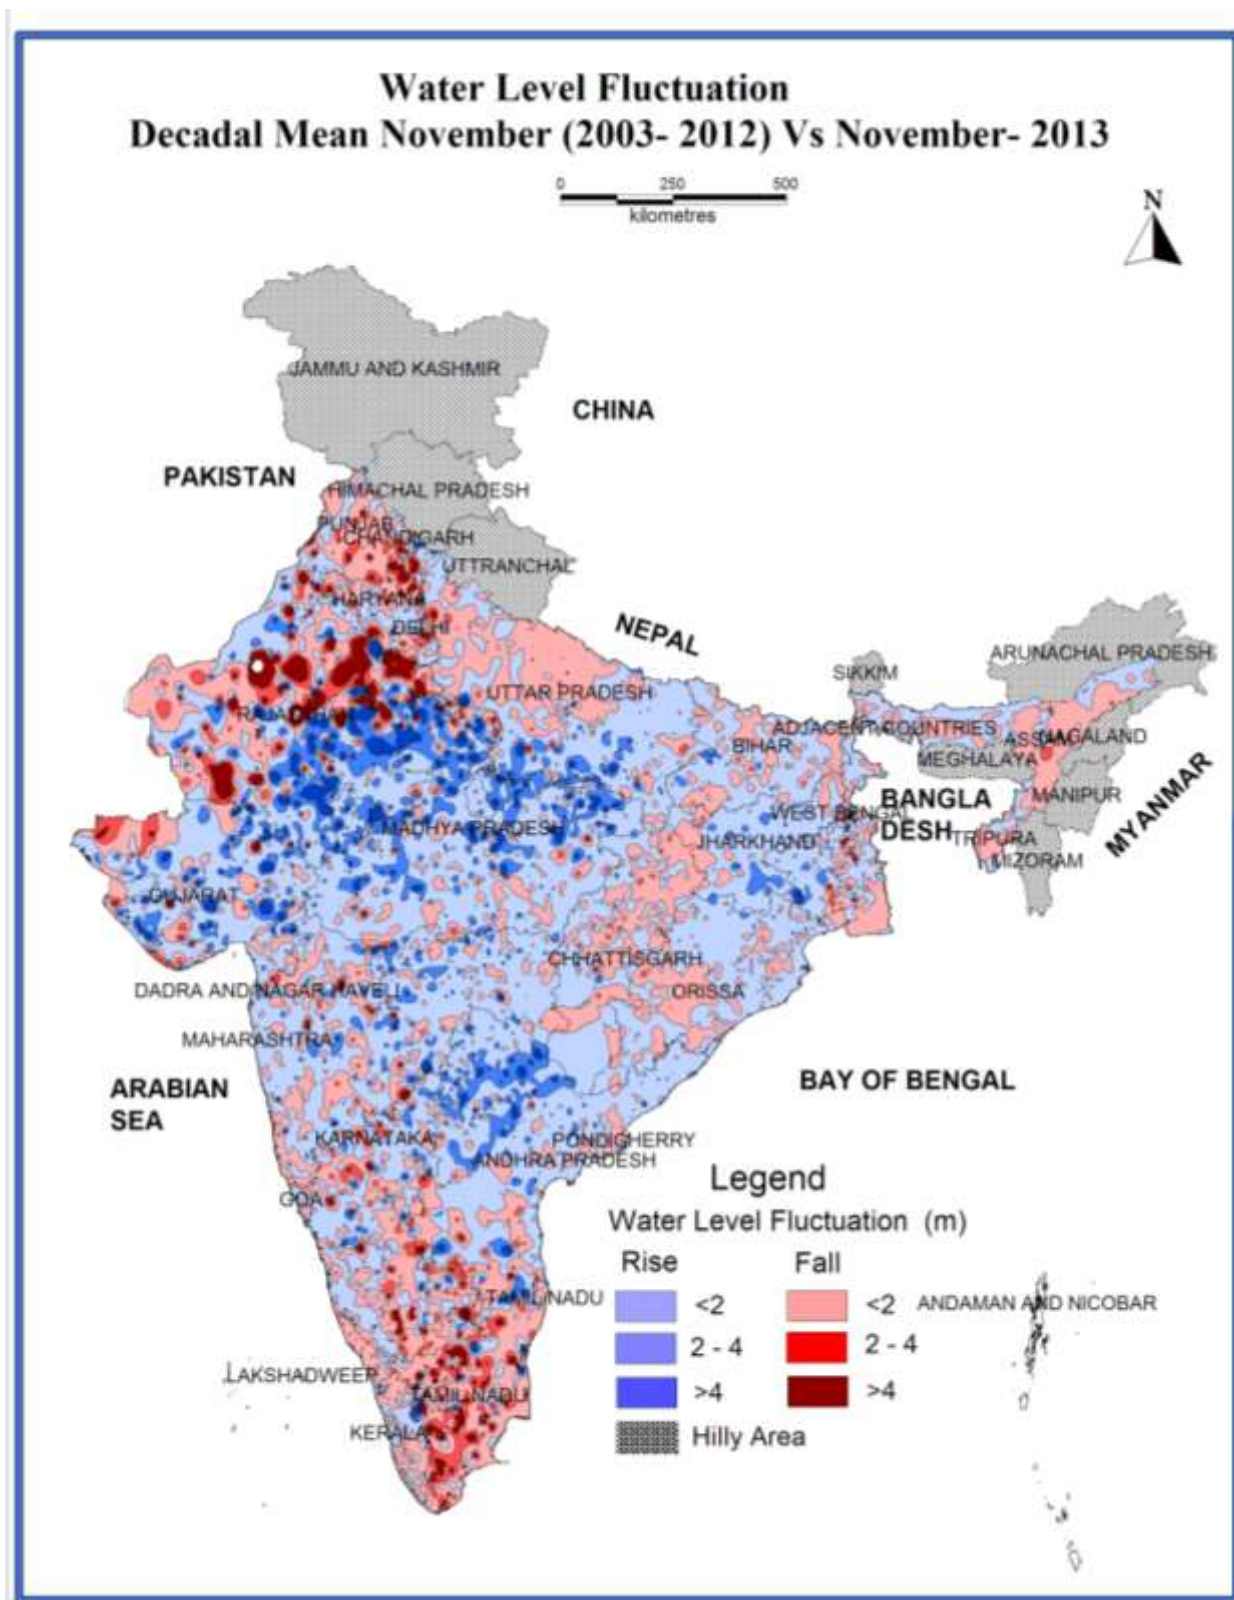 Water Level Fluctuation
Decadal Mean November (2003- 2012) Vs November- 2013
0 250 500
kilometres
N
JAMMU AND KASHMIR
CHINA
PAKISTAN
HIMACHAL PRADESH
PUNJAB
CHANDIGARH
UTTRANCHAL
HARYANA
DELHI
NEPAL
ARUNACHAL PRADESH
SIKKIM
UTTAR PRADESH
RAJASTHAN
ADJACENT COUNTRIES
BIHAR
ASSAM
NAGALAND
MEGHALAYA
MANIPUR
BANGLA
DESH
MYANMAR
WEST BENGAL
MADHYA PRADESH
JHARKHAND
TRIPURA
MIZORAM
GUJARAT
CHHATTISGARH
DADRA AND NAGAR HAVELI
ORISSA
MAHARASHTRA
ARABIAN
SEA
BAY OF BENGAL
KARNATAKA
PONDICHERRY
ANDHRA PRADESH
GOA
Legend
Water Level Fluctuation (m)
Rise Fall
<2 <2
2 - 4 2 - 4
>4 >4
Hilly Area
TAMIL NADU
ANDAMAN AND NICOBAR
LAKSHADWEEP
TAMIL NADU
KERALA